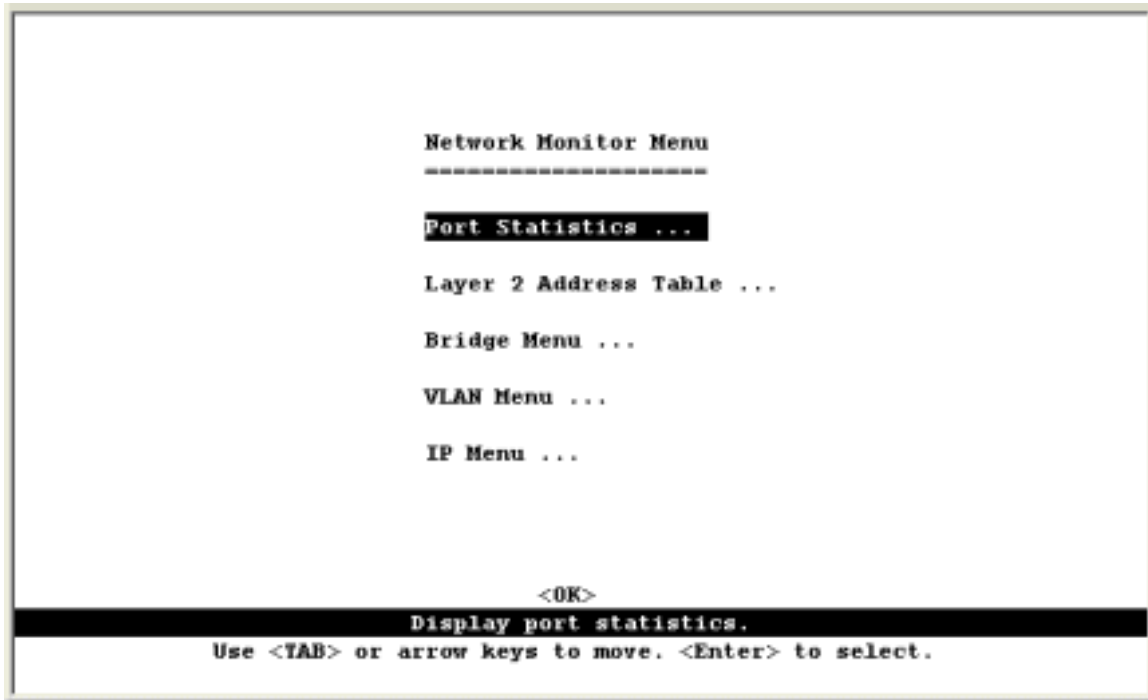 Network Monitor Menu
====================
Port Statistics ...
Layer 2 Address Table ...
Bridge Menu ...
VLAN Menu ...
IP Menu ...
<OK>
Display port statistics.
Use <TAB> or arrow keys to move. <Enter> to select.